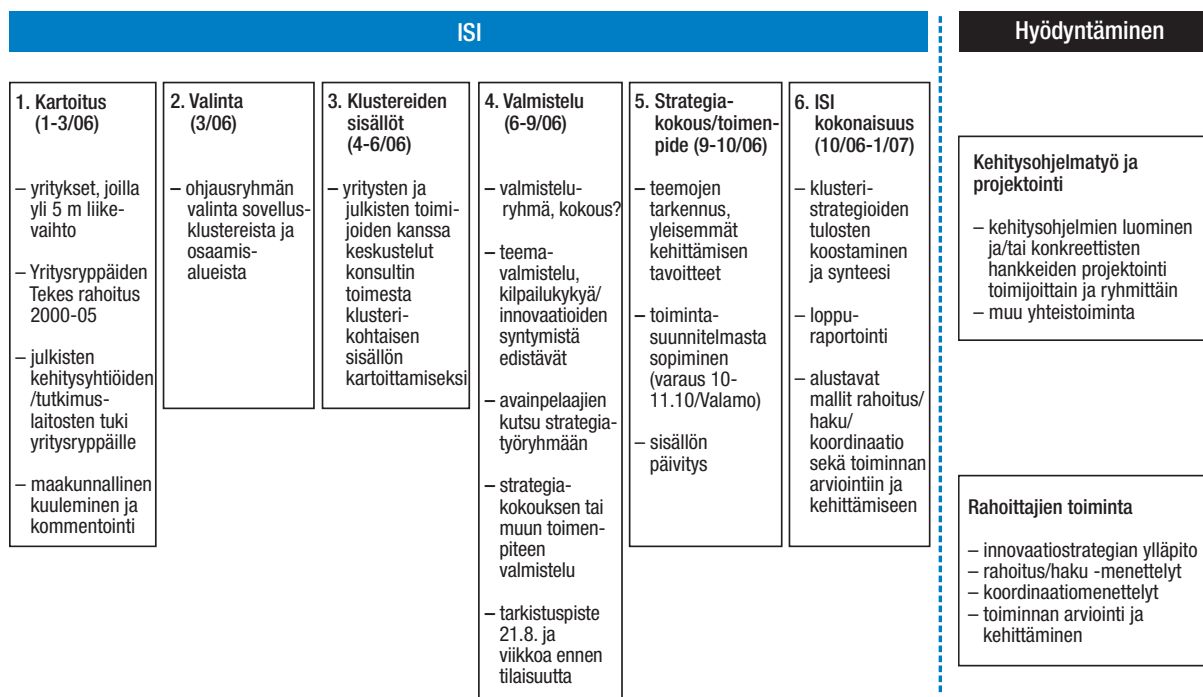 ISI
Hyödyntäminen
1. Kartoitus
(1-3/06)
– yritykset, joilla
yli 5 m liike-
vaihto
– Yritysryppäiden
Tekes rahoitus
2000-05
– julkisten
kehitysyhtiöiden
/tutkimus-
laitosten tuki
yritysryppäille
– maakunnallinen
kuuleminen ja
kommentointi
2. Valinta
(3/06)
– ohjausryhmän
valinta sovellus-
klustereista ja
osaamis-
alueista
3. Klustereiden
sisällöt
(4-6/06)
– yritysten ja
julkisten toimi-
joiden kanssa
keskustelut
konsultin
toimesta
klusteri-
kohtaisen
sisällön
kartoittamiseksi
4. Valmistelu
(6-9/06)
– valmistelu-
ryhmä, kokous?
– teema-
valmistelu,
kilpailukykyä/
innovaatioiden
syntymistä
edistävät
– avainpelaajien
kutsu strategia-
työryhmään
– strategia-
kokouksen tai
muun toimen-
piteen
valmistelu
– tarkistuspiste
21.8. ja
viikkoa ennen
tilaisuutta
5. Strategia-
kokous/toimen-
pide (9-10/06)
– teemojen
tarkennus,
yleisemmät
kehittämisen
tavoitteet
– toiminta-
suunnitelmasta
sopiminen
(varaus 10-
11.10/Valamo)
– sisällön
päivitys
6. ISI
kokonaisuus
(10/06-1/07)
– klusteri-
strategioiden
tulosten
koostaminen
ja synteesi
– loppu-
raportointi
– alustavat
mallit rahoitus/
haku/
koordinaatio
sekä toiminnan
arviointiin ja
kehittämiseen
Kehitysohjelmatyö ja
projektointi
– kehitysohjelmien luominen
ja/tai konkreettisten
hankkeiden projektointi
toimijoittain ja ryhmittäin
– muu yhteistoiminta
Rahoittajien toiminta
– innovaatiostrategian ylläpito
– rahoitus/haku -menettelyt
– koordinaatiomenettelyt
– toiminnan arviointi ja
kehittäminen